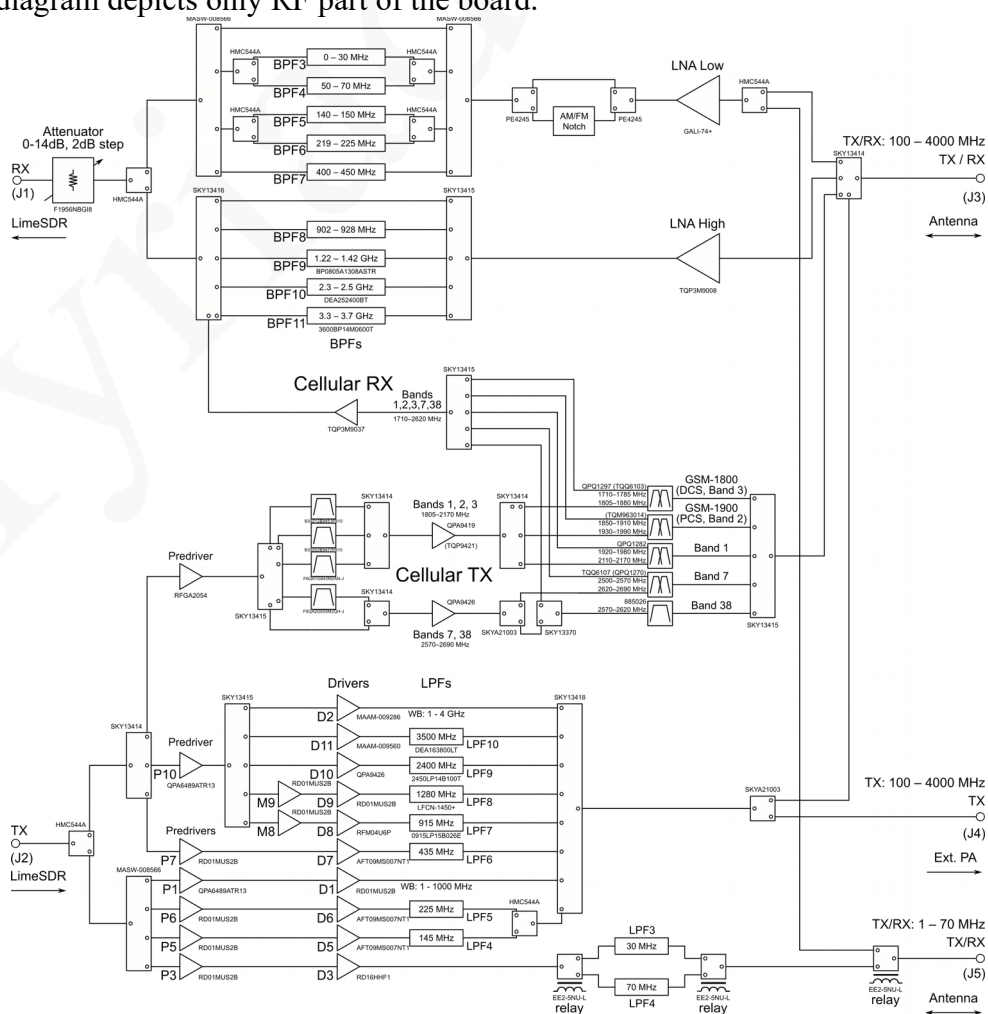 diagram depicts only RF part of the board.
MASW-008566
MASW-008566
HMC544A
HMC544A
BPF3
0 – 30 MHz
BPF4
50 – 70 MHz
HMC544A
HMC544A
BPF5
140 – 150 MHz
BPF6
219 – 225 MHz
BPF7
400 – 450 MHz
LNA Low
HMC544A
GALI-74+
PE4245
AM/FM
Notch
PE4245
Attenuator
0-14dB, 2dB step
RX
(J1)
F1956NBGI8
LimeSDR
HMC544A
TX/RX: 100 – 4000 MHz
SKY13414
TX / RX
(J3)
Antenna
SKY13416
SKY13415
BPF8
902 – 928 MHz
BPF9
1.22 – 1.42 GHz
BP0805A1308ASTR
BPF10
2.3 – 2.5 GHz
DEA252400BT
BPF11
3.3 – 3.7 GHz
3600BP14M0600T
BPFs
LNA High
TQP3M9008
Cellular RX
SKY13415
Bands
1,2,3,7,38
1710–2620 MHz
TQP3M9037
QPQ1297 (TQQ6103)
1710–1785 MHz
1805–1880 MHz
GSM-1800
(DCS, Band 3)
(TQM963014)
1850–1910 MHz
1930–1990 MHz
GSM-1900
(PCS, Band 2)
QPQ1282
1920–1980 MHz
2110–2170 MHz
Band 1
TQQ6107 (QPQ1270)
2500–2570 MHz
2620–2690 MHz
Band 7
885026
2570–2620 MHz
Band 38
SKY13415
SKY13414
Bands 1, 2, 3
1805–2170 MHz
SKY13414
QPA9419
(TQP9421)
Cellular TX
Predriver
RFGA2054
SKY13415
SKY13414
QPA9426
Bands 7, 38
2570–2690 MHz
SKYA21003
SKY13370
Drivers
LPFs
SKY13414
SKY13415
SKY13418
D2
MAAM-009286
WB: 1 - 4 GHz
Predriver
P10
QPA6489ATR13
D11
MAAM-009560
3500 MHz
DEA163800LT
LPF10
D10
QPA9426
2400 MHz
2450LP14B100T
LPF9
RD01MUS2B
M9
D9
RD01MUS2B
1280 MHz
LFCN-1450+
LPF8
RD01MUS2B
M8
D8
RFM04U6P
915 MHz
0915LP15B026E
LPF7
TX
(J2)
LimeSDR
HMC544A
Predrivers
P7
RD01MUS2B
D7
AFT09MS007NT1
435 MHz
LPF6
MASW-008566
P1
QPA6489ATR13
D1
RD01MUS2B
WB: 1 - 1000 MHz
P6
RD01MUS2B
D6
AFT09MS007NT1
225 MHz
LPF5
HMC544A
P5
RD01MUS2B
D5
AFT09MS007NT1
145 MHz
LPF4
P3
RD01MUS2B
D3
RD16HHF1
SKYA21003
TX: 100 – 4000 MHz
TX
(J4)
Ext. PA
LPF3
30 MHz
70 MHz
LPF4
EE2-5NU-L
relay
EE2-5NU-L
relay
EE2-5NU-L
relay
TX/RX: 1 – 70 MHz
TX/RX
(J5)
Antenna